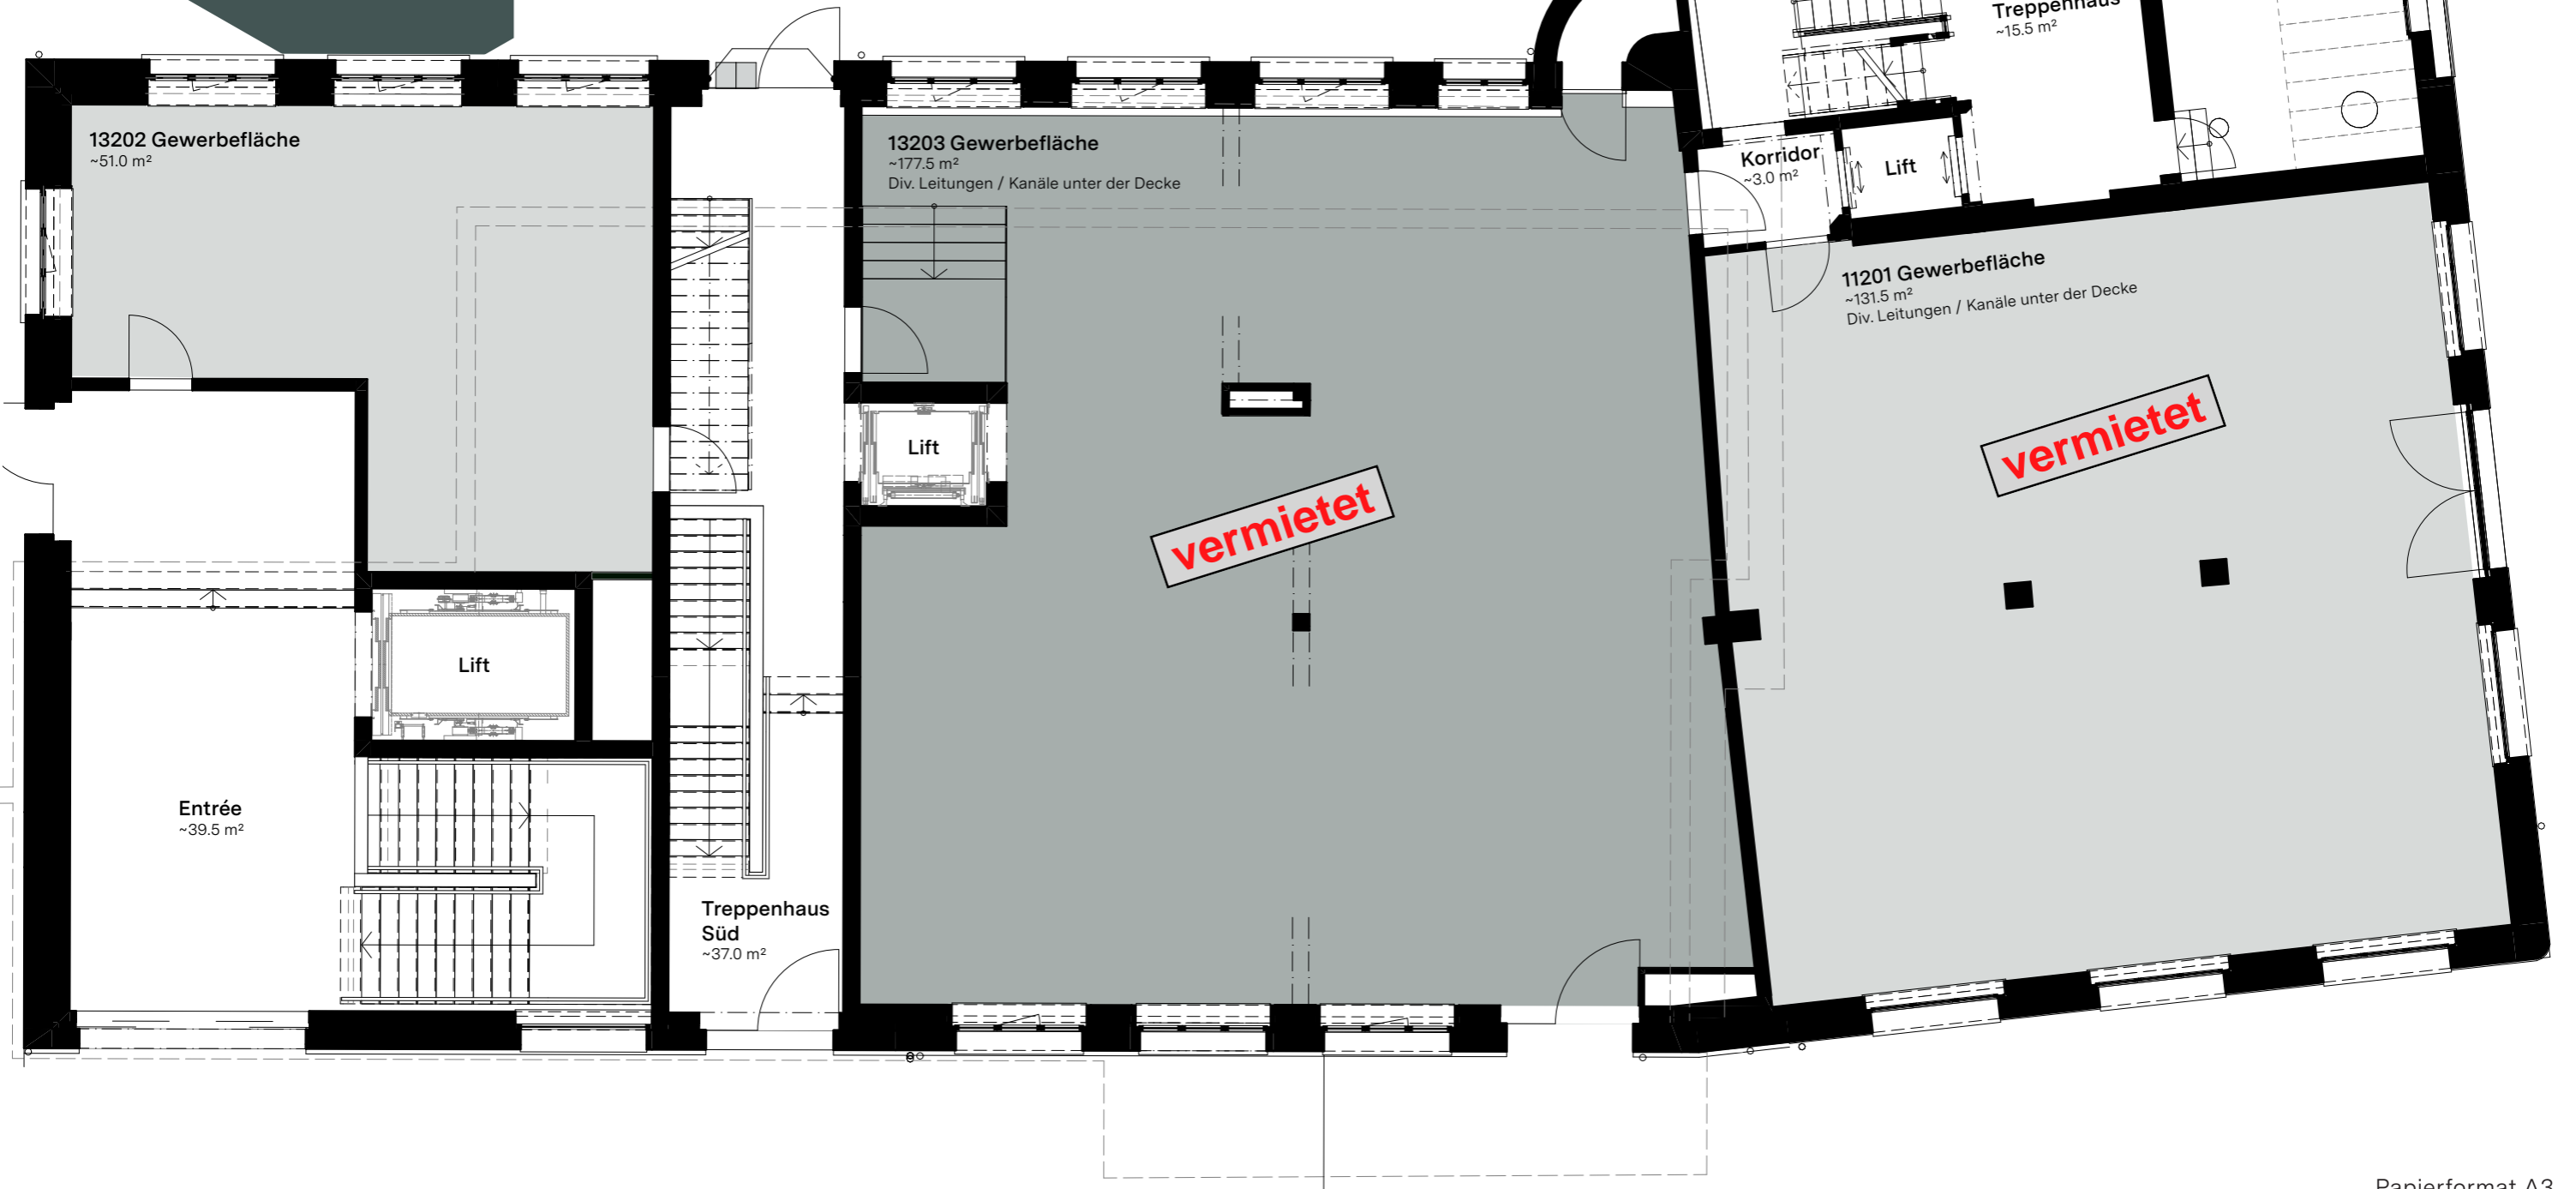 Treppenhaus
~15.5 m²
13202 Gewerbefläche
~51.0 m²
13203 Gewerbefläche
~177.5 m²
Div. Leitungen / Kanäle unter der Decke
Korridor
~3.0 m²
Lift
11201 Gewerbefläche
~131.5 m²
Div. Leitungen / Kanäle unter der Decke
vermietet
Lift
vermietet
Lift
Entrée
~39.5 m²
Treppenhaus
Süd
~37.0 m²
Papierformat A3